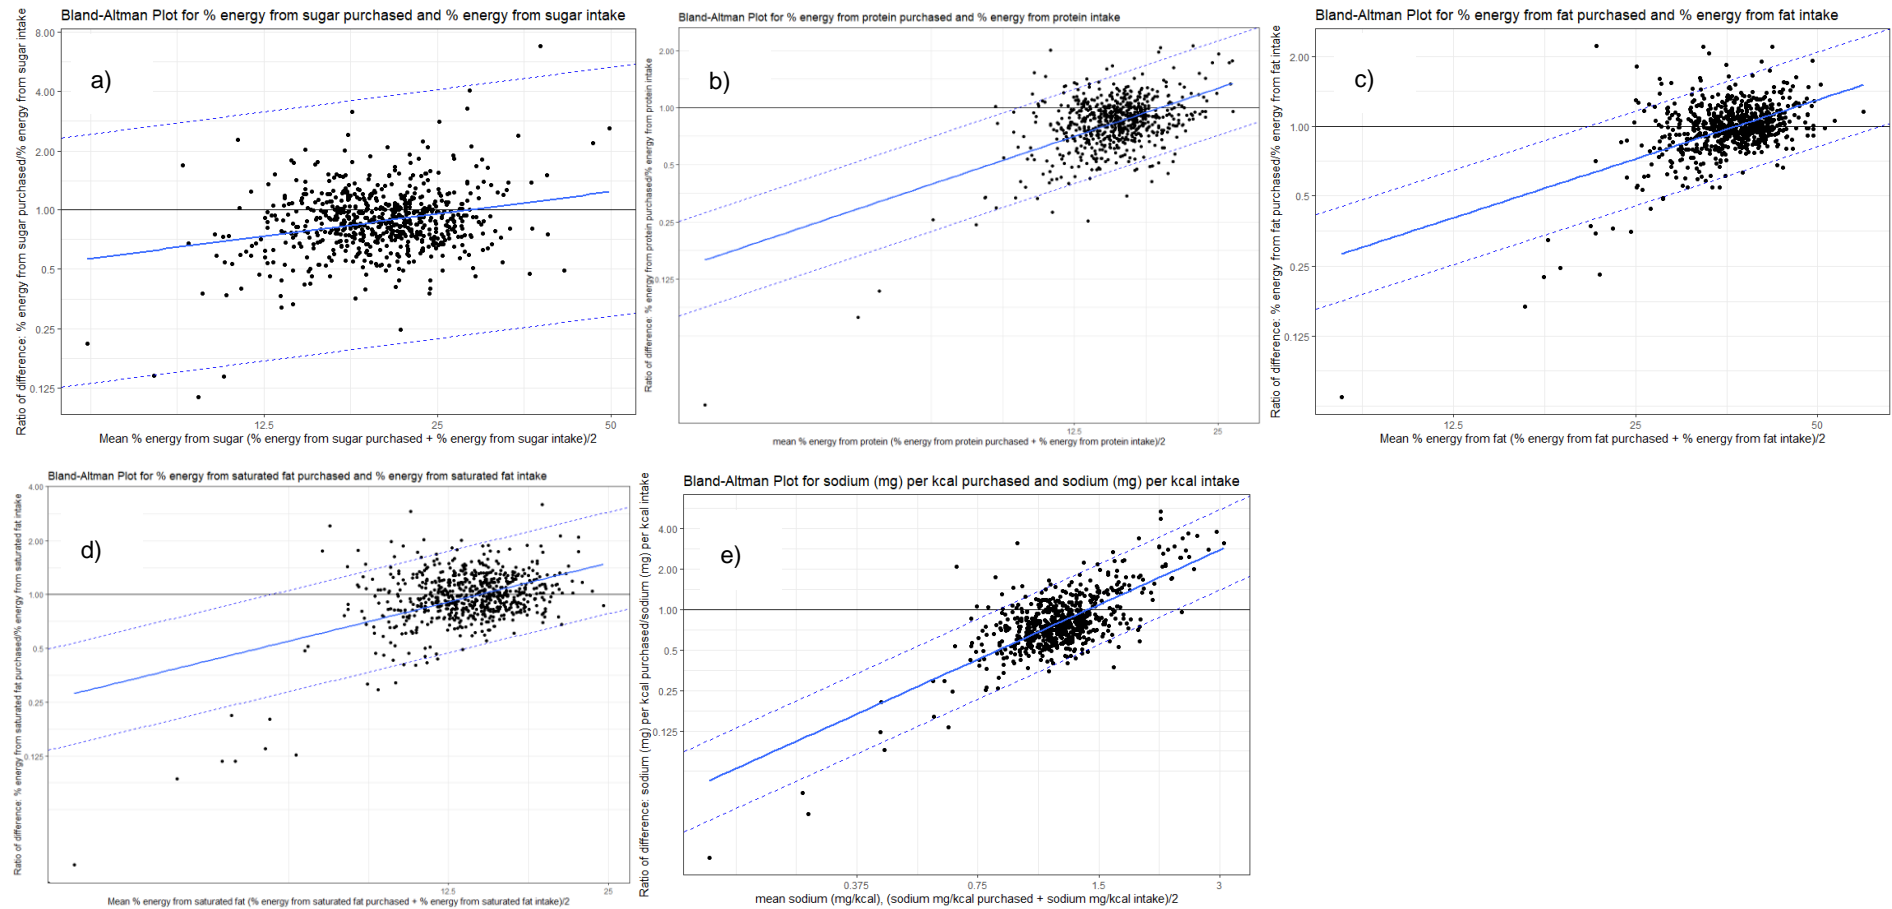 Bland-Altman Plot for % energy from sugar purchased and % energy from sugar intake
a)
Ratio of difference: % energy from sugar purchased/% energy from sugar intake
8.00
4.00
2.00
1.00
0.5
0.25
0.125
12.5
25
50
Mean % energy from sugar (% energy from sugar purchased + % energy from sugar intake)/2
Bland-Altman Plot for % energy from protein purchased and % energy from protein intake
b)
Ratio of difference: % energy from protein purchased/% energy from protein intake
2.00
1.00
0.5
0.25
0.125
12.5
25
mean % energy from protein (% energy from protein purchased + % energy from protein intake)/2
Bland-Altman Plot for % energy from fat purchased and % energy from fat intake
c)
Ratio of difference: % energy from fat purchased/% energy from fat intake
2.00
1.00
0.5
0.25
0.125
12.5
25
50
Mean % energy from fat (% energy from fat purchased + % energy from fat intake)/2
Bland-Altman Plot for % energy from saturated fat purchased and % energy from saturated fat intake
d)
Ratio of difference: % energy from saturated fat purchased/% energy from saturated fat intake
4.00
2.00
1.00
0.5
0.25
0.125
12.5
25
Mean % energy from saturated fat (% energy from saturated fat purchased + % energy from saturated fat intake)/2
Bland-Altman Plot for sodium (mg) per kcal purchased and sodium (mg) per kcal intake
e)
Ratio of difference: sodium (mg) per kcal purchased/sodium (mg) per kcal intake
4.00
2.00
1.00
0.5
0.25
0.125
0.375
0.75
1.5
3
mean sodium (mg/kcal), (sodium mg/kcal purchased + sodium mg/kcal intake)/2